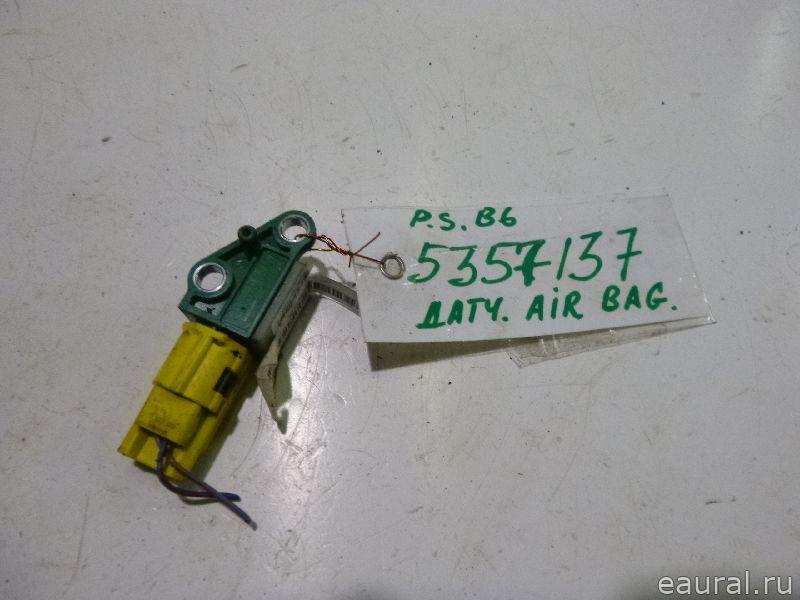 P.S. B6
5357137
ДАТЧ. AIR BAG.
eaural.ru